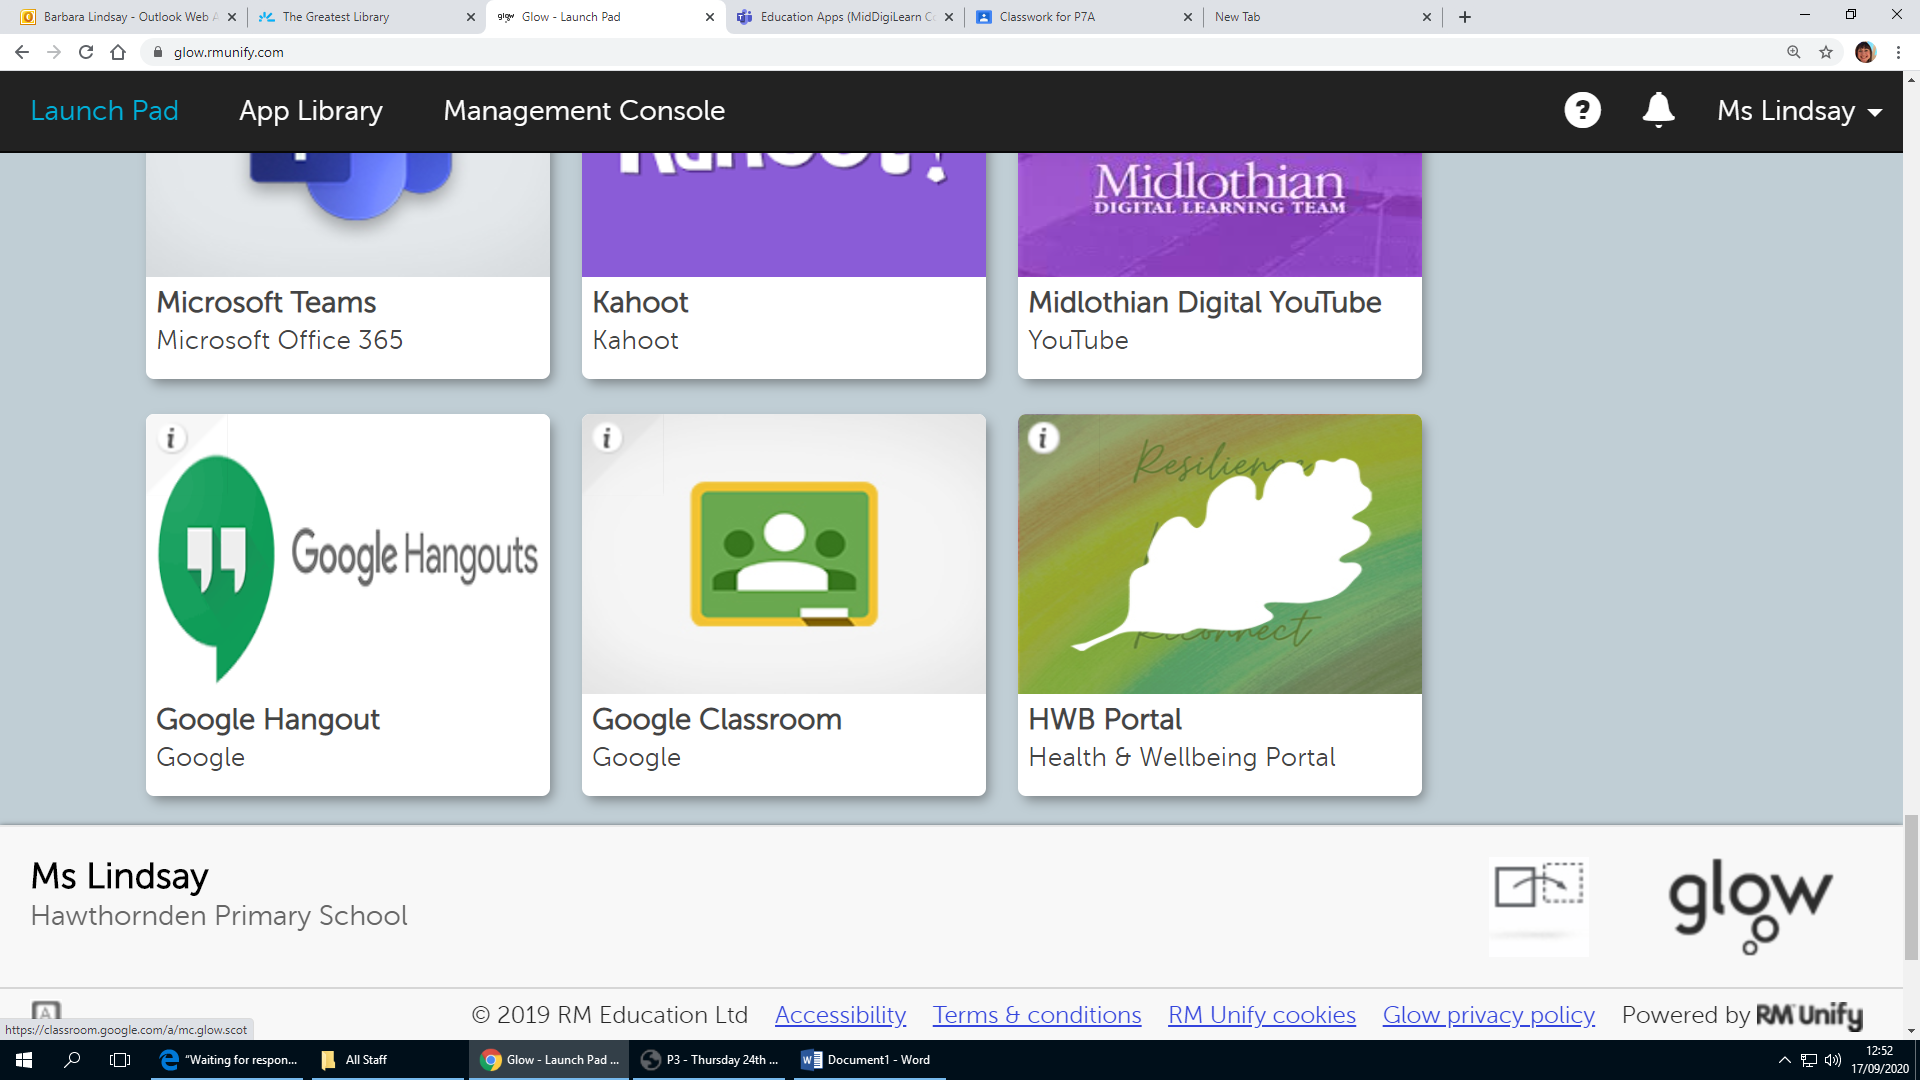 Barbara Lindsay - Outlook Web A
The Greatest Library
glow Glow - Launch Pad
Education Apps (MidDigiLearn Co
Classwork for P7A
New Tab
glow.rmunify.com
Launch Pad App Library Management Console
? Ms Lindsay
Kahoot!
Midlothian
DIGITAL LEARNING TEAM
Microsoft Teams
Microsoft Office 365
Kahoot
Kahoot
Midlothian Digital YouTube
YouTube
i
Google Hangouts
Google Hangout
Google
i
Google Classroom
Google
i
Resilience
Reconnect
HWB Portal
Health & Wellbeing Portal
Ms Lindsay
Hawthornden Primary School
glow
A
© 2019 RM Education Ltd Accessibility Terms & conditions RM Unify cookies Glow privacy policy Powered by RM Unify
https://classroom.google.com/a/mc.glow.scot
"Waiting for respon...
All Staff
Glow - Launch Pad ...
P3 - Thursday 24th ...
Document1 - Word
12:52
17/09/2020